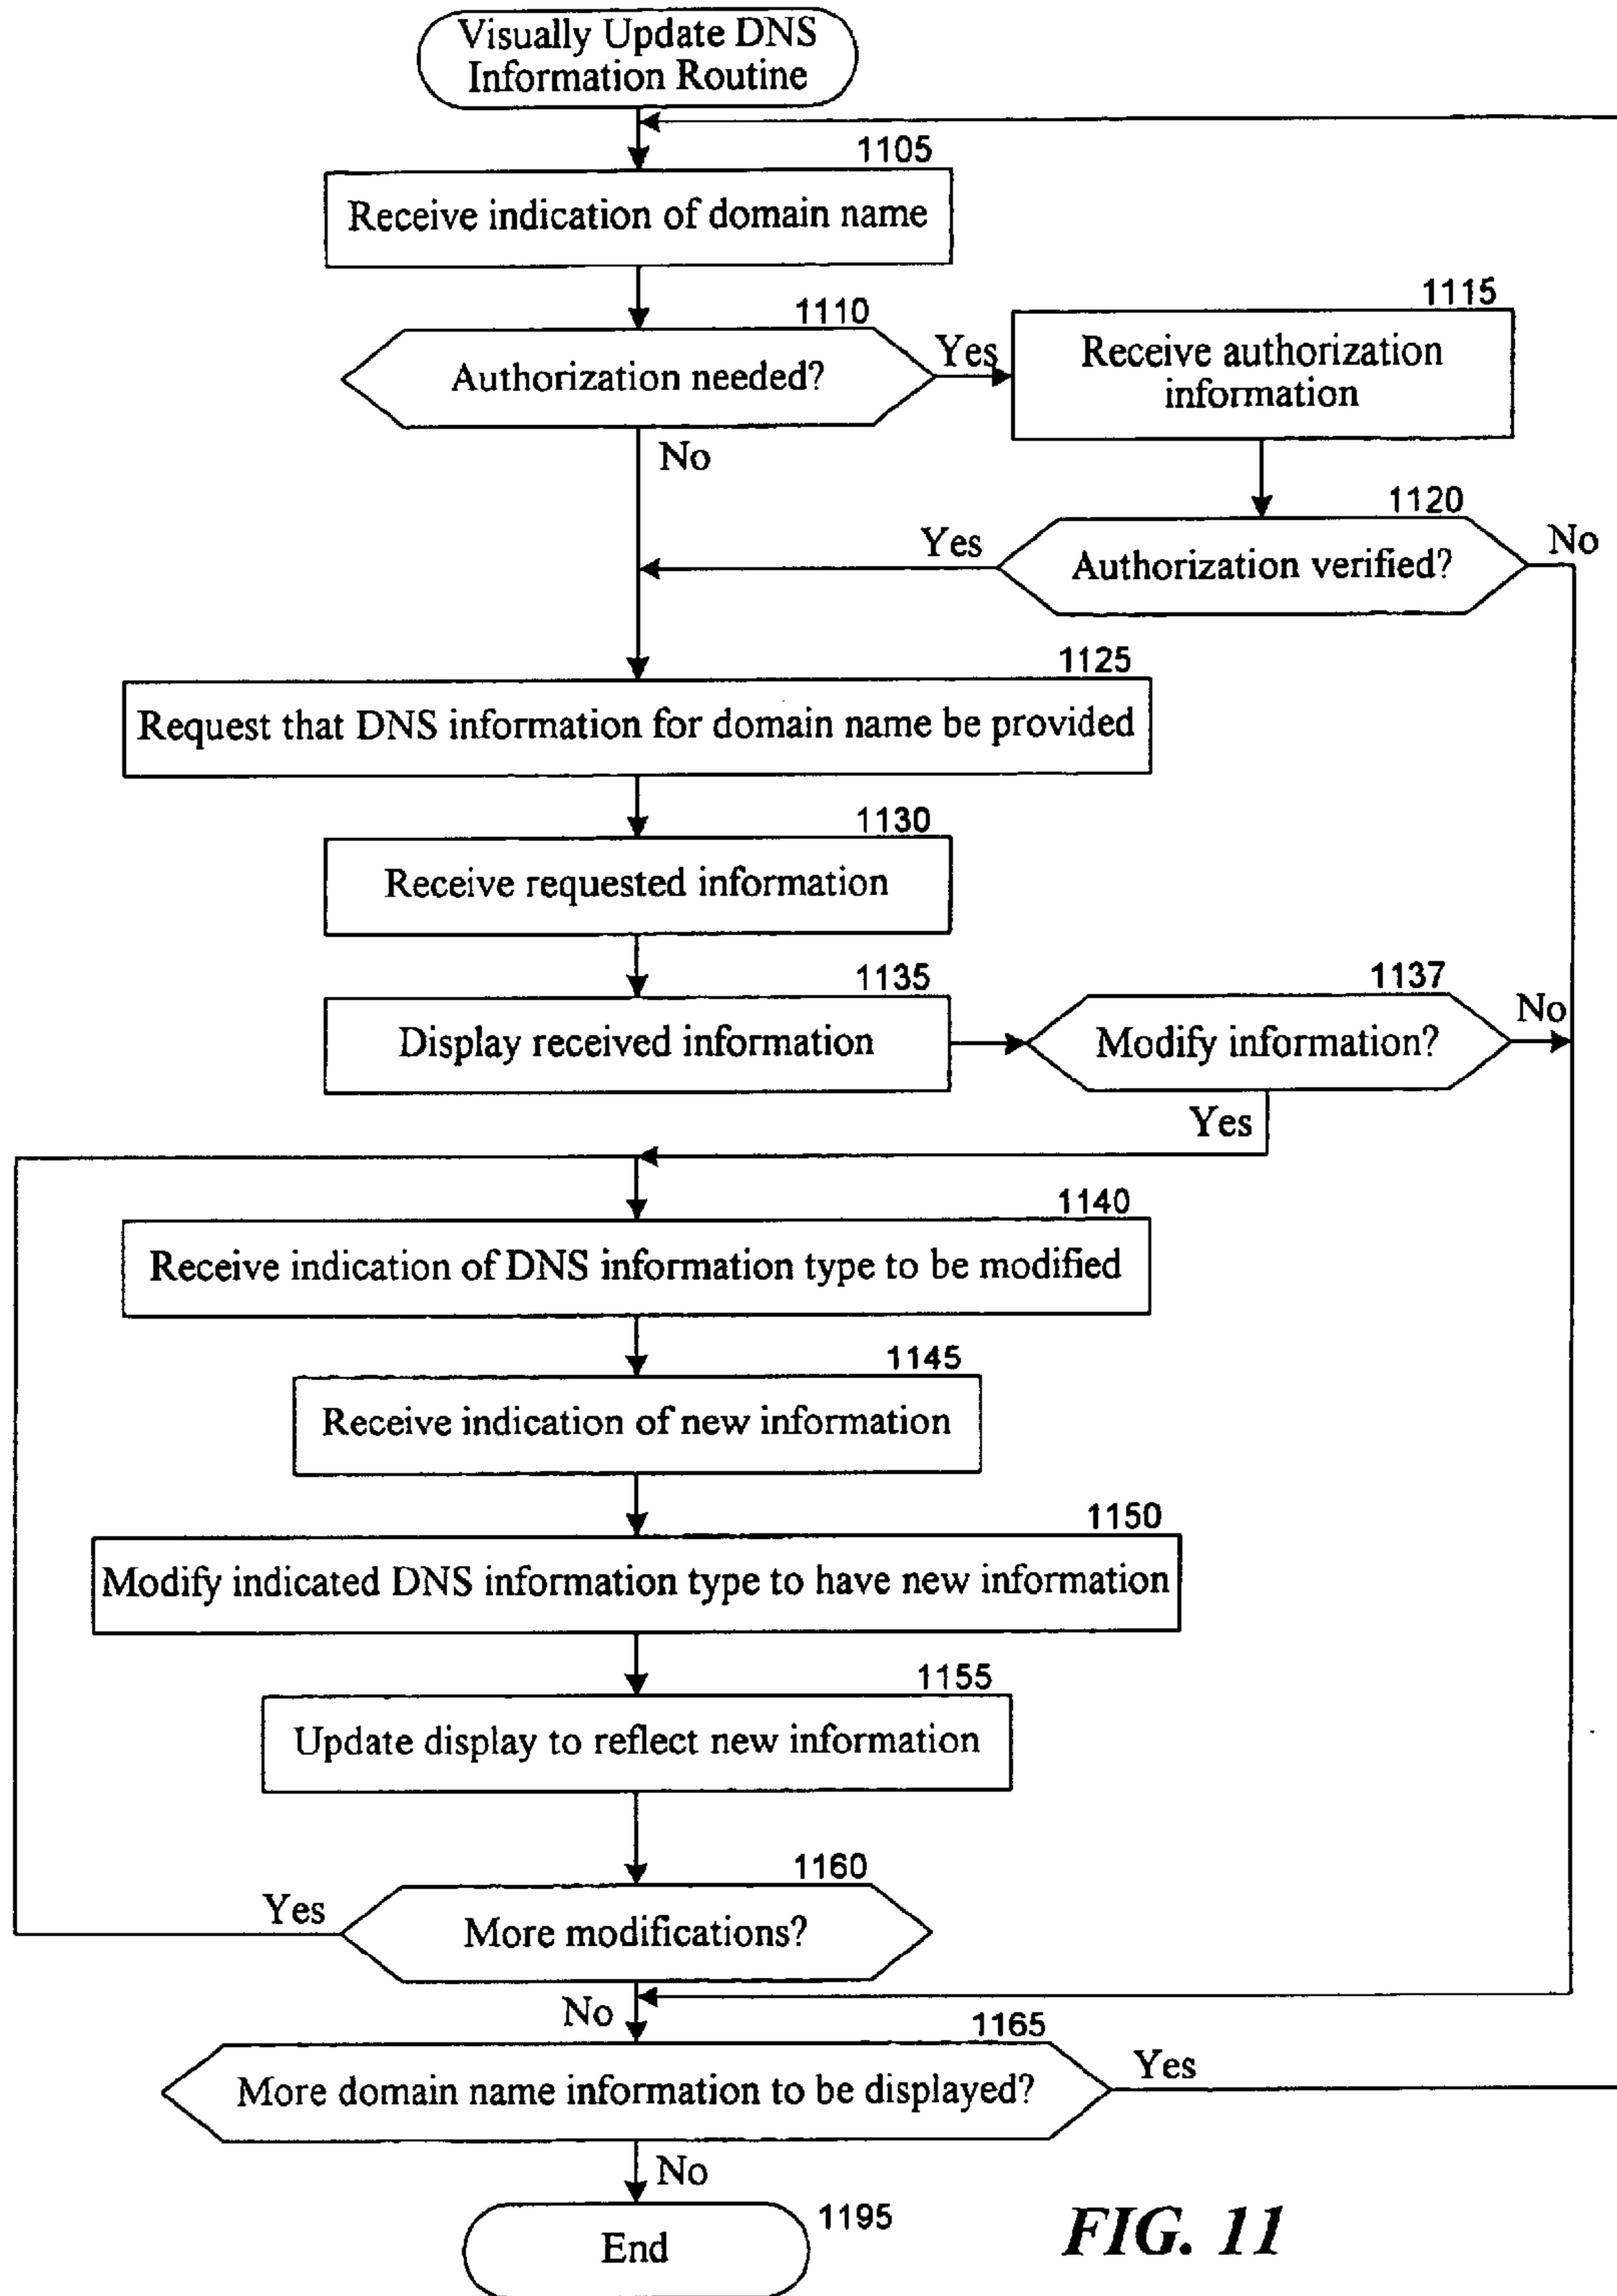 Visually Update DNS
Information Routine
1105
Receive indication of domain name
1110
Authorization needed?
Yes
No
1115
Receive authorization
information
1120
Authorization verified?
Yes
No
1125
Request that DNS information for domain name be provided
1130
Receive requested information
1135
Display received information
1137
Modify information?
No
Yes
1140
Receive indication of DNS information type to be modified
1145
Receive indication of new information
1150
Modify indicated DNS information type to have new information
1155
Update display to reflect new information
1160
More modifications?
Yes
No
1165
More domain name information to be displayed?
Yes
No
1195
End
FIG. 11